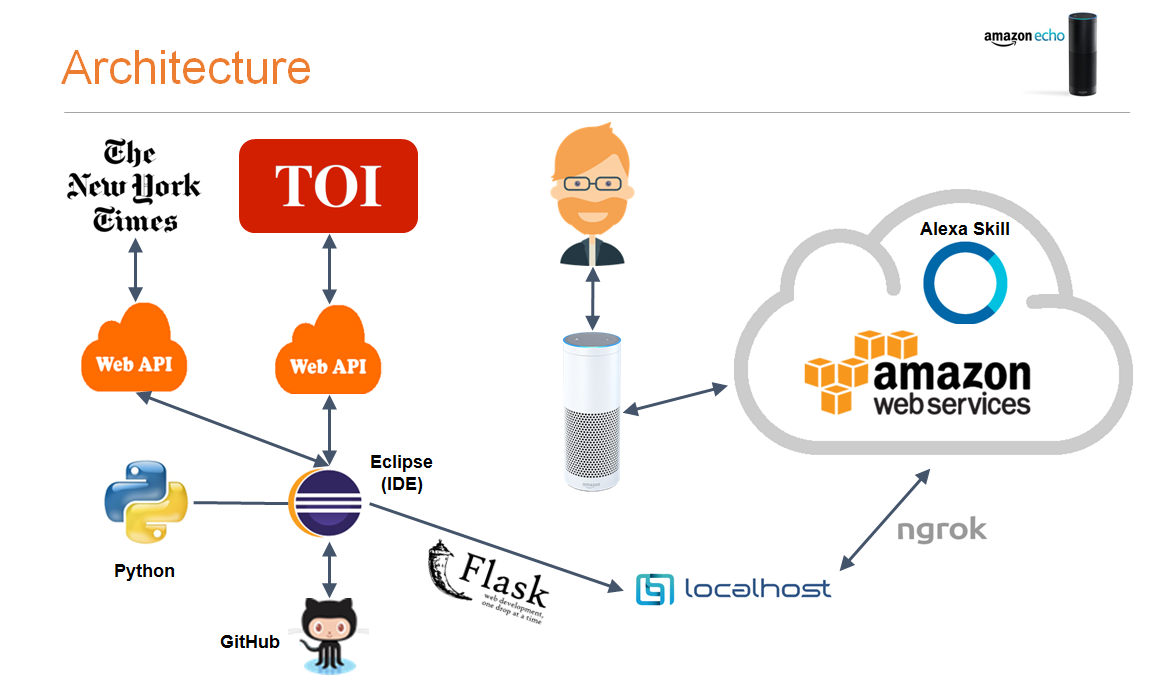 Architecture
amazon echo
The
New York
Times
TOI
Alexa Skill
Web API
Web API
amazon
web services
Eclipse
(IDE)
amazon
ngrok
Python
Flask
web development,
one drop at a time
localhost
GitHub